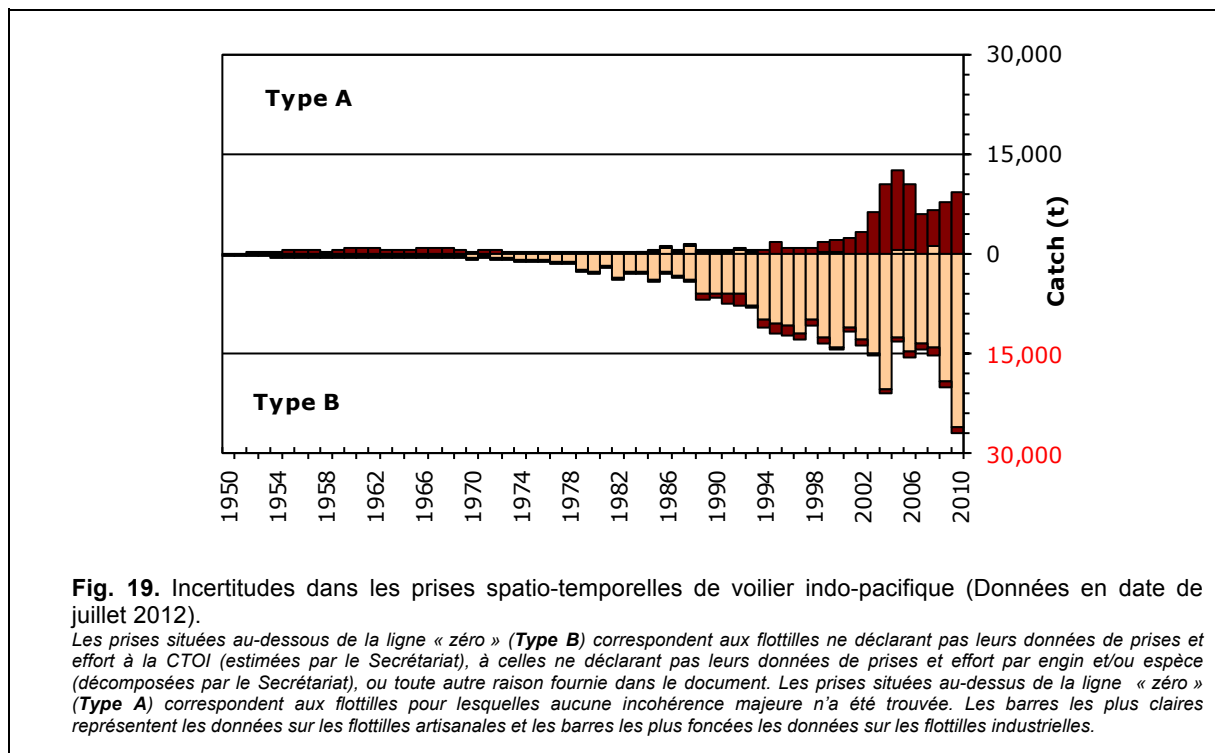 30,000
Type A
15,000
0
Catch (t)
15,000
Type B
30,000
1950 1954 1958 1962 1966 1970 1974 1978 1982 1986 1990 1994 1998 2002 2006 2010
Fig. 19. Incertitudes dans les prises spatio-temporelles de voilier indo-pacifique (Données en date de
juillet 2012).
Les prises situées au-dessous de la ligne « zéro » (Type B) correspondent aux flottilles ne déclarant pas leurs données de prises et
effort à la CTOI (estimées par le Secrétariat), à celles ne déclarant pas leurs données de prises et effort par engin et/ou espèce
(décomposées par le Secrétariat), ou toute autre raison fournie dans le document. Les prises situées au-dessus de la ligne « zéro »
(Type A) correspondent aux flottilles pour lesquelles aucune incohérence majeure n'a été trouvée. Les barres les plus claires
représentent les données sur les flottilles artisanales et les barres les plus foncées les données sur les flottilles industrielles.